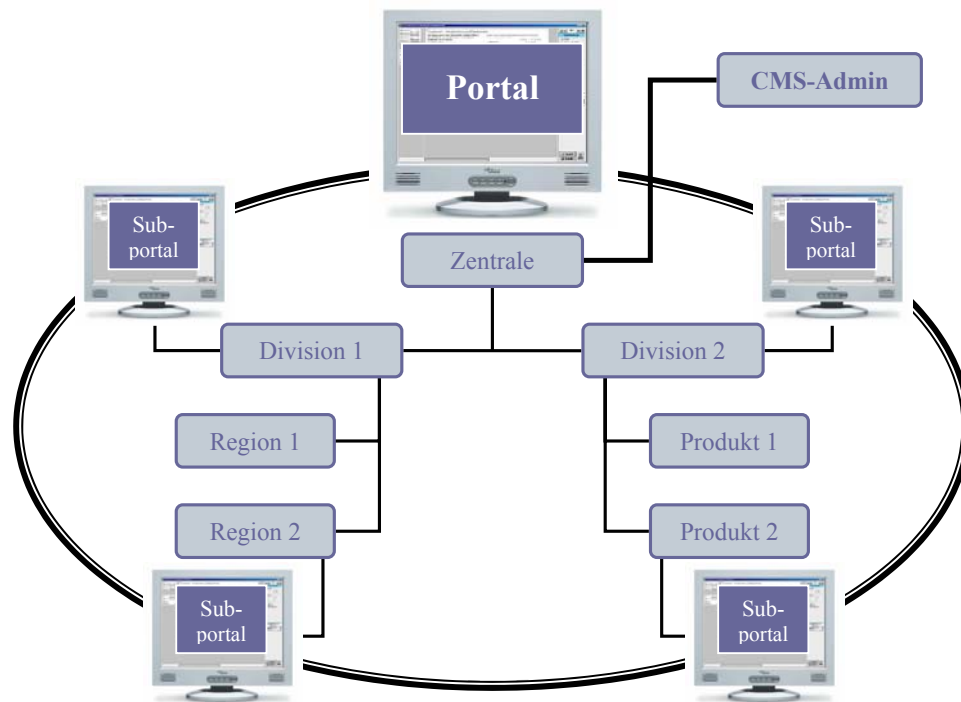 Portal
CMS-Admin
Sub-
portal
Sub-
portal
Zentrale
Division 1
Division 2
Region 1
Produkt 1
Region 2
Produkt 2
Sub-
portal
Sub-
portal